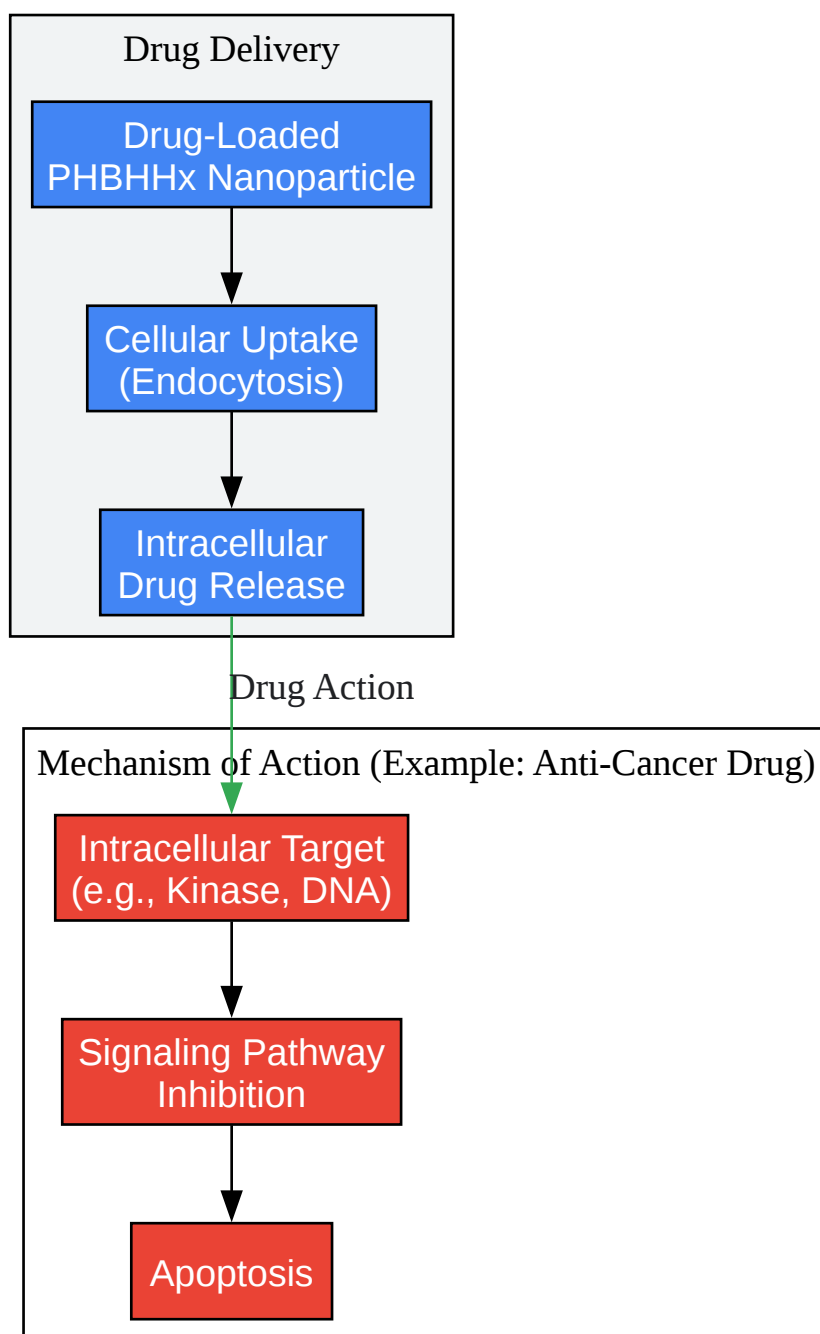 Drug Delivery
Drug-Loaded
PHBHHx Nanoparticle
Cellular Uptake
(Endocytosis)
Intracellular
Drug Release
Drug Action
Mechanism of Action (Example: Anti-Cancer Drug)
Intracellular Target
(e.g., Kinase, DNA)
Signaling Pathway
Inhibition
Apoptosis